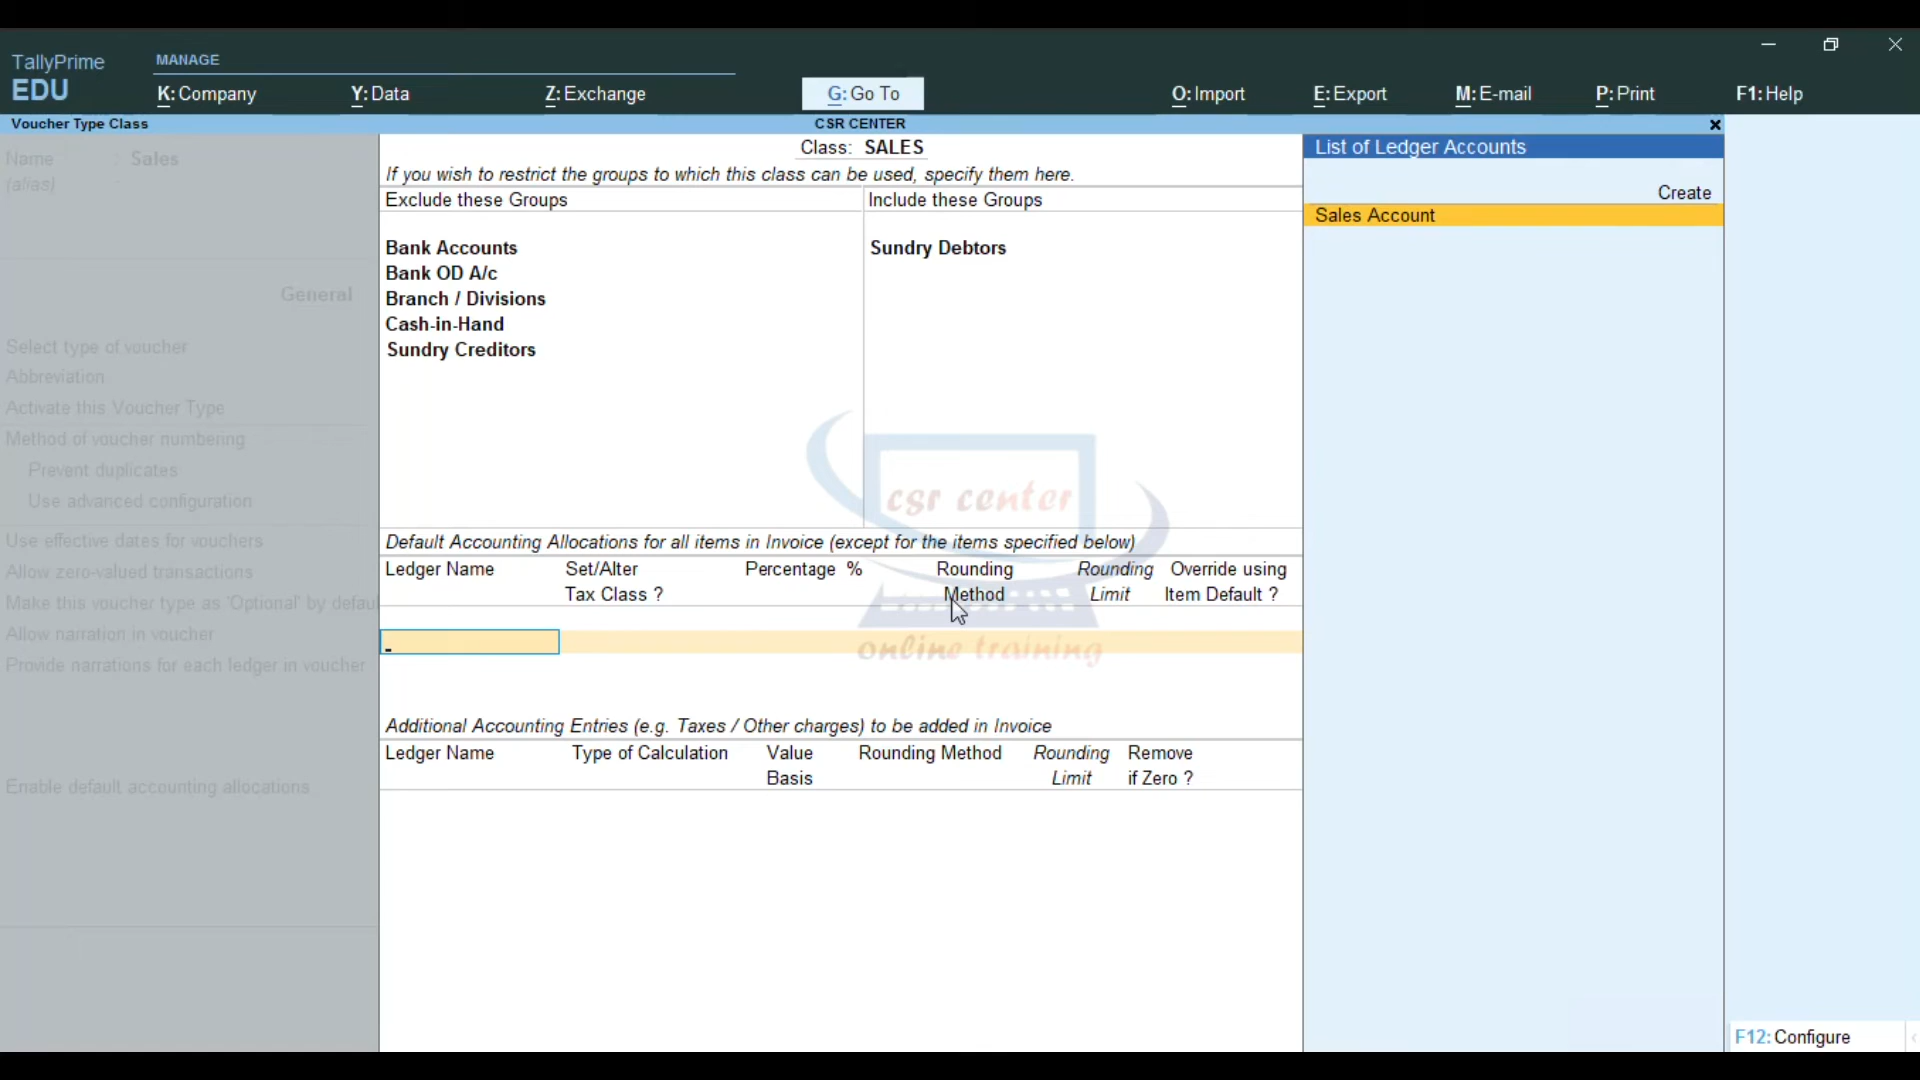 TallyPrime
EDU
MANAGE
K: Company
Y: Data
Z: Exchange
G: Go To
O: Import
E: Export
M: E-mail
P: Print
F1: Help
Voucher Type Class
CSR CENTER
Name : Sales
(alias) :
General
Select type of voucher
Abbreviation
Activate this Voucher Type
Method of voucher numbering
Prevent duplicates
Use advanced configuration
Use effective dates for vouchers
Allow zero-valued transactions
Make this voucher type as 'Optional' by defaul
Allow narration in voucher
Provide narrations for each ledger in voucher
Enable default accounting allocations
Class: SALES
If you wish to restrict the groups to which this class can be used, specify them here.
Exclude these Groups
Include these Groups
Bank Accounts
Bank OD A/c
Branch / Divisions
Cash-in-Hand
Sundry Creditors
Sundry Debtors
csr center
online training
Default Accounting Allocations for all items in Invoice (except for the items specified below)
Ledger Name
Set/Alter
Tax Class ?
Percentage %
Rounding
Method
Rounding
Limit
Override using
Item Default ?
Additional Accounting Entries (e.g. Taxes / Other charges) to be added in Invoice
Ledger Name
Type of Calculation
Value
Basis
Rounding Method
Rounding
Limit
Remove
if Zero ?
List of Ledger Accounts
Create
Sales Account
F12: Configure